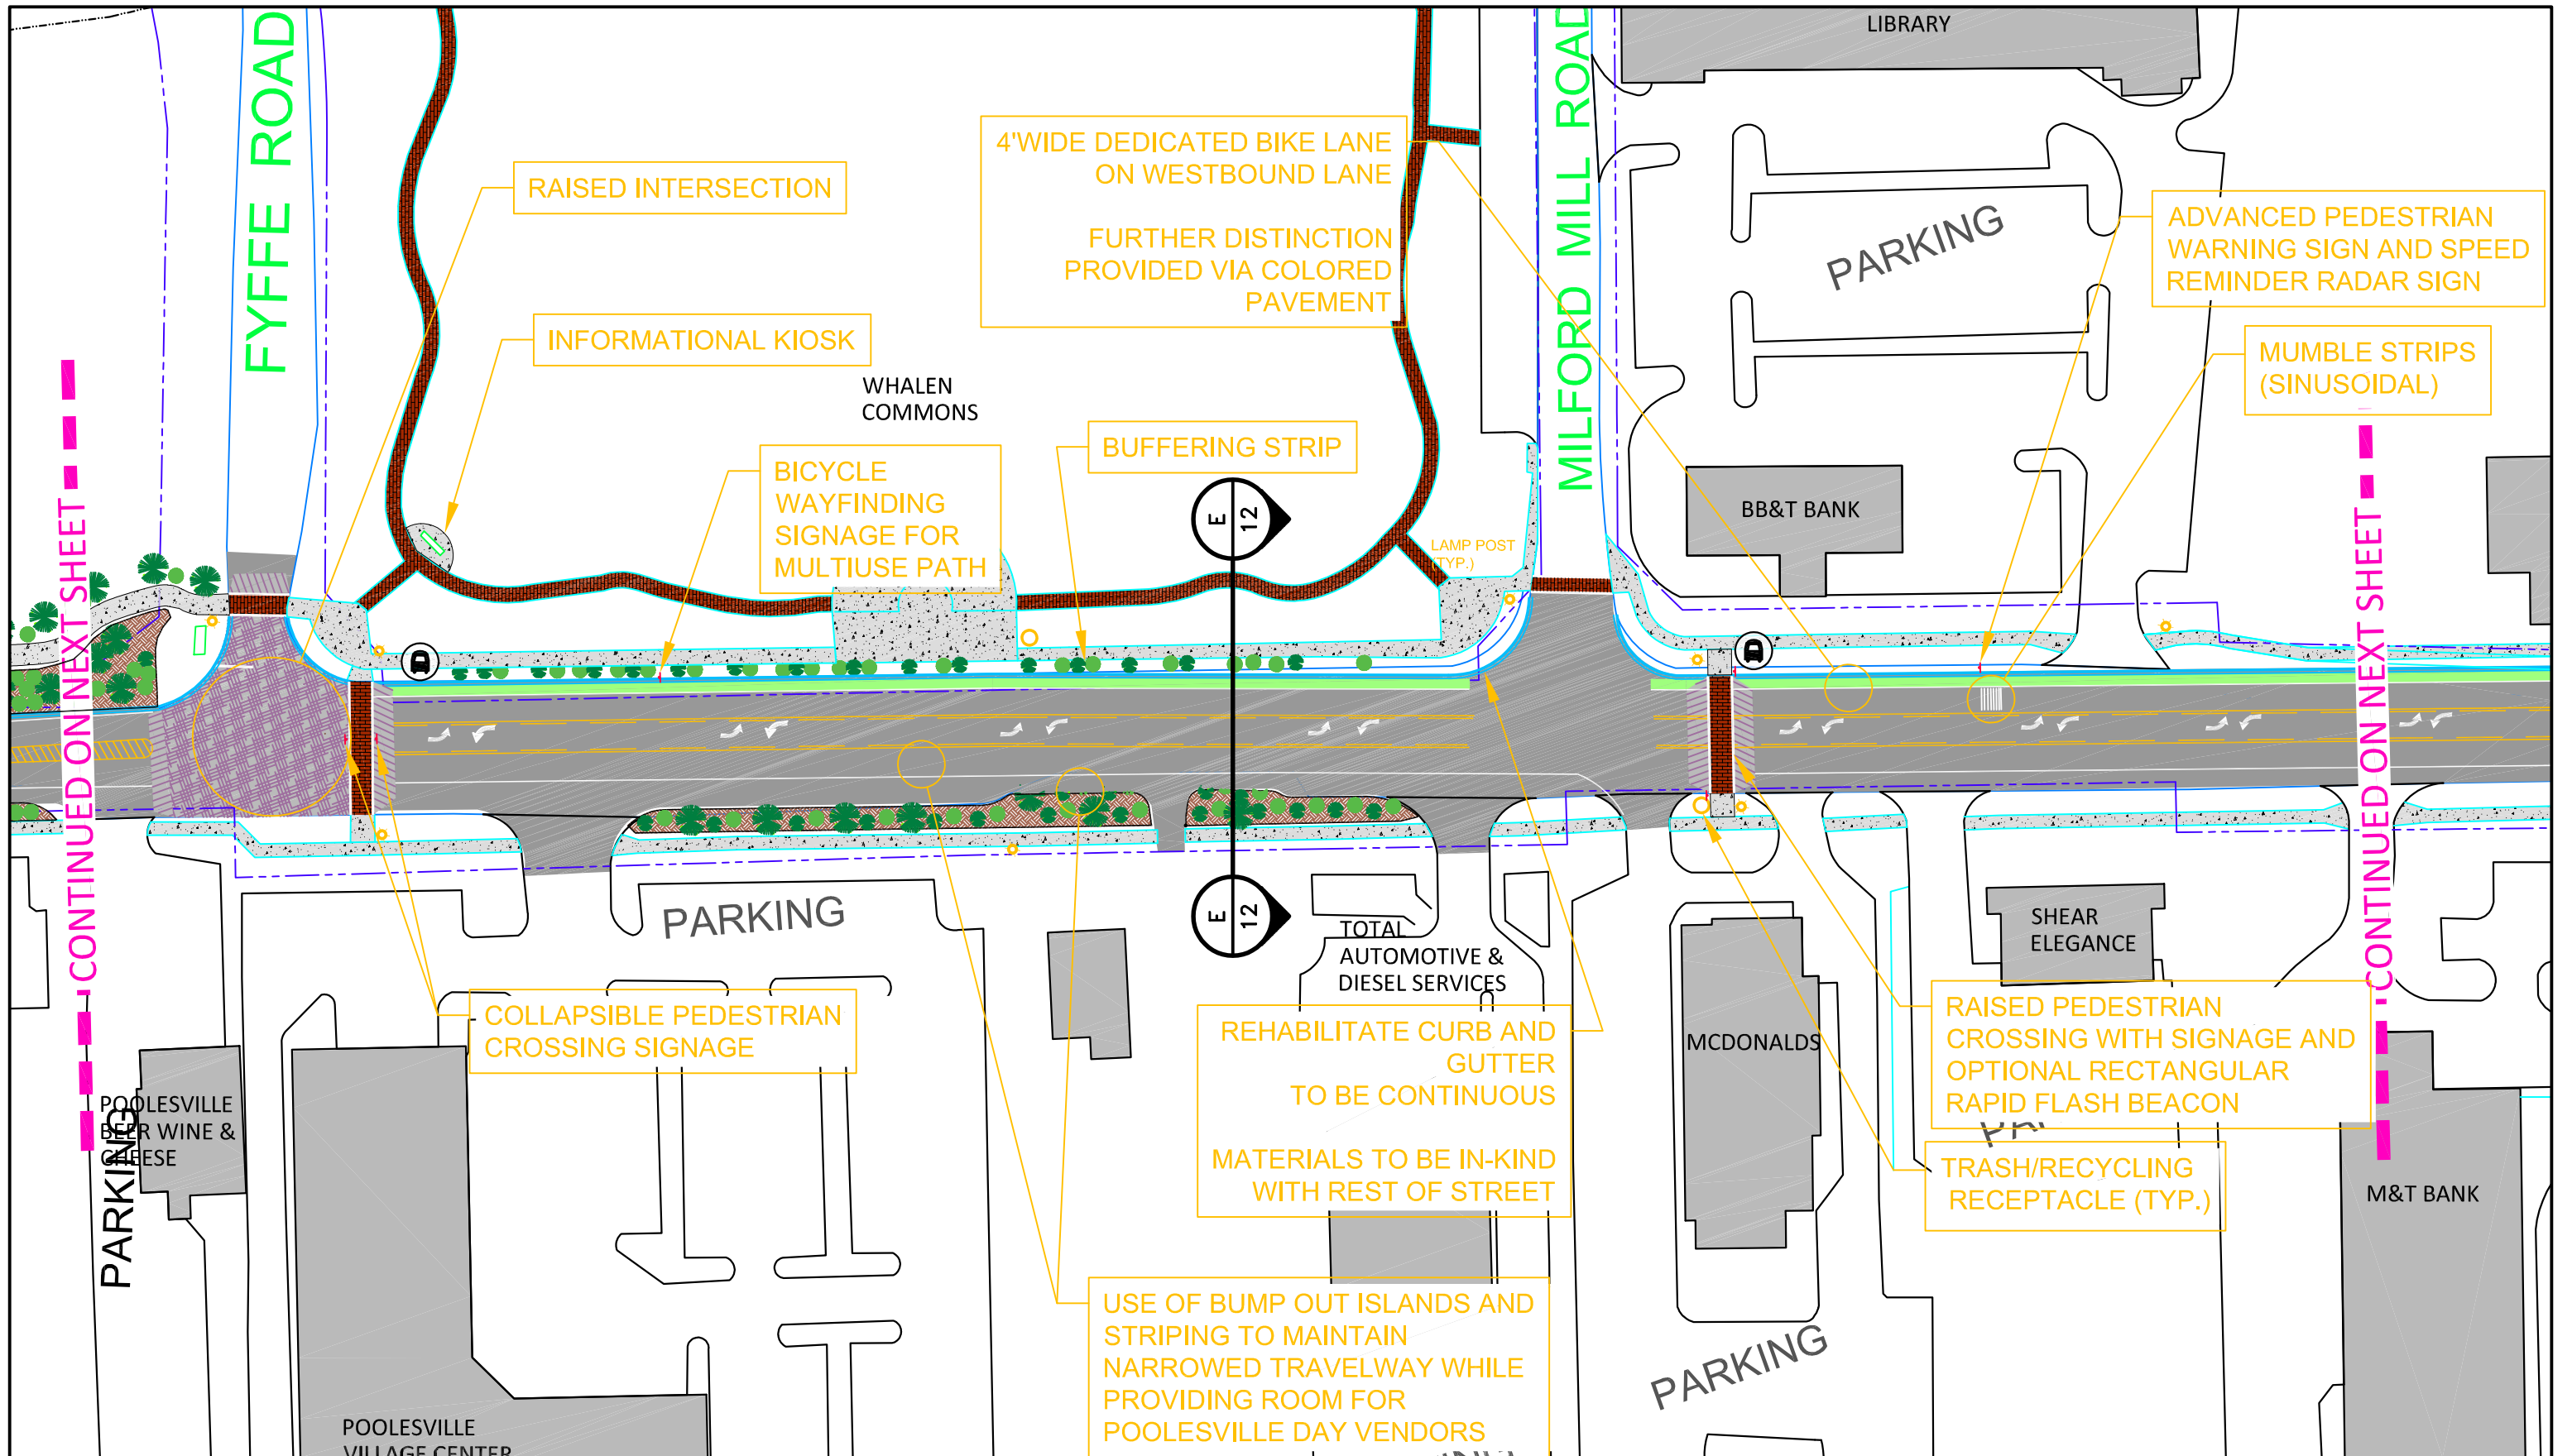 LIBRARY
FYFFE ROAD
MILFORD MILL ROAD
4'WIDE DEDICATED BIKE LANE
ON WESTBOUND LANE
FURTHER DISTINCTION
PROVIDED VIA COLORED
PAVEMENT
RAISED INTERSECTION
ADVANCED PEDESTRIAN
WARNING SIGN AND SPEED
REMINDER RADAR SIGN
PARKING
INFORMATIONAL KIOSK
MUMBLE STRIPS
(SINUSOIDAL)
WHALEN
COMMONS
BUFFERING STRIP
BICYCLE
WAYFINDING
SIGNAGE FOR
MULTIUSE PATH
E
12
BB&T BANK
LAMP POST
(TYP.)
CONTINUED ON NEXT SHEET
CONTINUED ON NEXT SHEET
PARKING
E
12
TOTAL
AUTOMOTIVE &
DIESEL SERVICES
SHEAR
ELEGANCE
COLLAPSIBLE PEDESTRIAN
CROSSING SIGNAGE
REHABILITATE CURB AND
GUTTER
TO BE CONTINUOUS
MATERIALS TO BE IN-KIND
WITH REST OF STREET
MCDONALDS
RAISED PEDESTRIAN
CROSSING WITH SIGNAGE AND
OPTIONAL RECTANGULAR
RAPID FLASH BEACON
POOLESVILLE
BEER WINE &
CHEESE
PARKING
TRASH/RECYCLING
RECEPTACLE (TYP.)
M&T BANK
USE OF BUMP OUT ISLANDS AND
STRIPING TO MAINTAIN
NARROWED TRAVELWAY WHILE
PROVIDING ROOM FOR
POOLESVILLE DAY VENDORS
PARKING
POOLESVILLE
VILLAGE CENTER